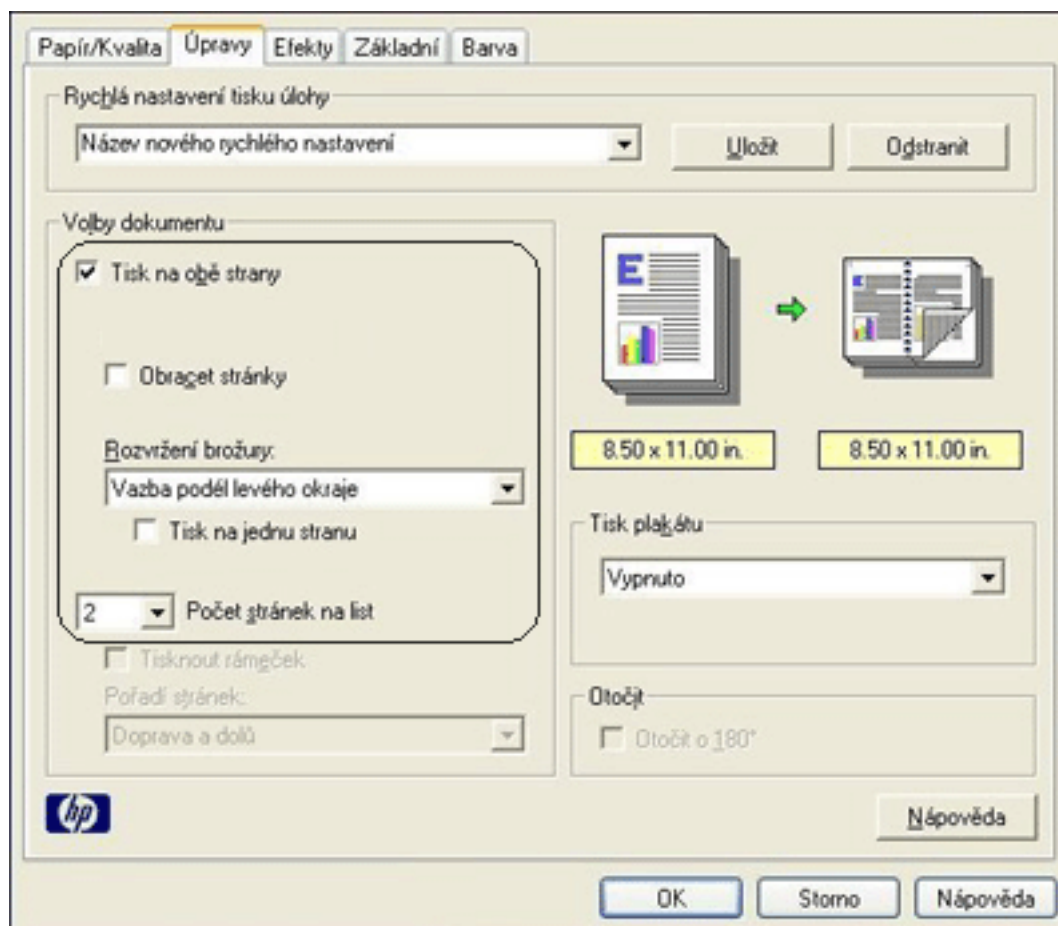 Papír/Kvalita Úpravy Efekty Základní Barva
Rychlá nastavení tisku úlohy
Název nového rychlého nastavení Uložit Odstranit
Volby dokumentu
Tisk na obě strany
Obracet stránky
Rozvržení brožury:
8.50 x 11.00 in. 8.50 x 11.00 in.
Vazba podél levého okraje
Tisk na jednu stranu
Tisk plakátu
Vypnuto
2 Počet stránek na list
Tisknout rámeček
Pořadí stránek:
Doprava a dolů
Otočit
Otočit o 180°
hp
Nápověda
OK Storno Nápověda